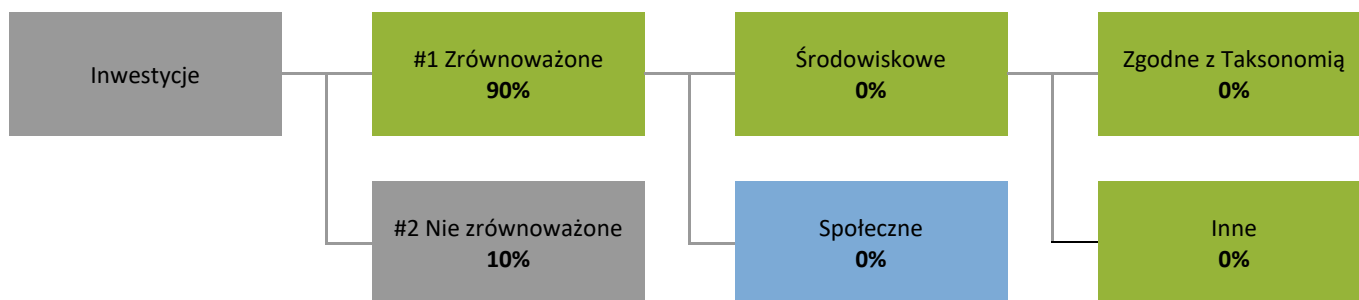 Inwestycje
#1 Zrównoważone
90%
Środowiskowe
0%
Zgodne z Taksonomią
0%
#2 Nie zrównoważone
10%
Społeczne
0%
Inne
0%